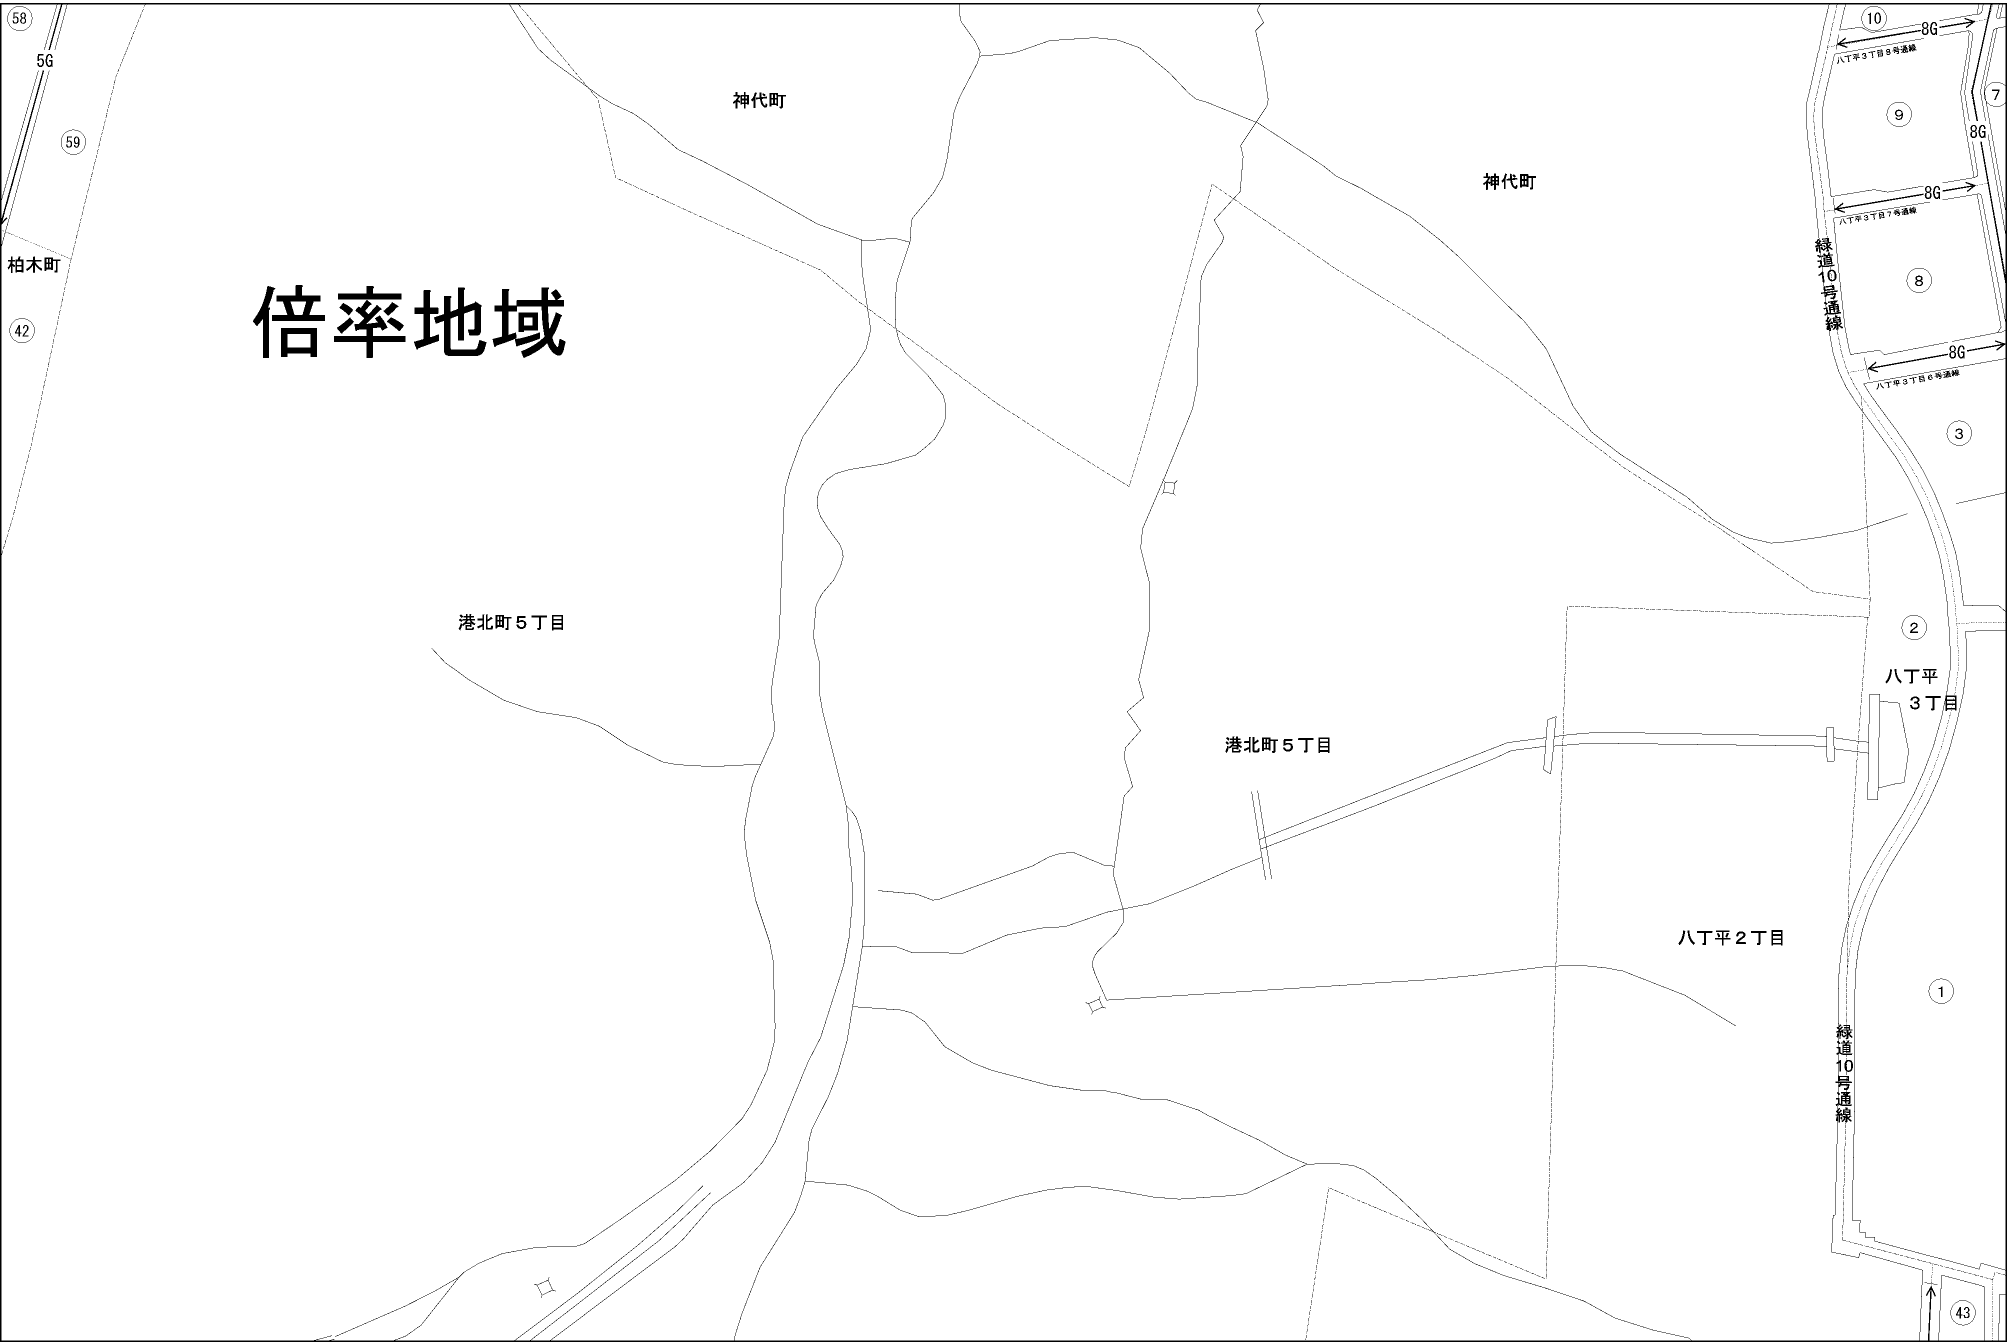 58
10
8G
八丁平３丁目８号通線
5G
7
神代町
9
8G
59
神代町
8G
八丁平３丁目７号通線
柏木町
緑道10号通線
8
倍率地域
42
8G
八丁平３丁目６号通線
3
港北町５丁目
2
八丁平
３丁目
港北町５丁目
八丁平２丁目
1
緑道10号通線
43